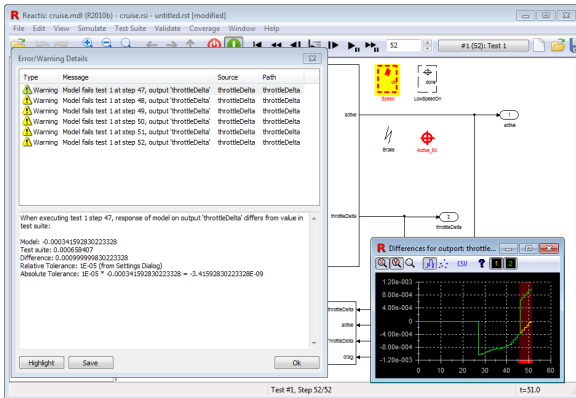 Reactis: cruise.mdl (R2010b) - cruise.rsi - untitled.rst [modified]
File Edit View Simulate Test Suite Validate Coverage Window Help
52
#1 (52): Test 1
Error/Warning Details
Type Message Source Path
Warning Model fails test 1 at step 47, output 'throttleDelta' throttleDelta throttleDelta
Warning Model fails test 1 at step 48, output 'throttleDelta' throttleDelta throttleDelta
Warning Model fails test 1 at step 49, output 'throttleDelta' throttleDelta throttleDelta
Warning Model fails test 1 at step 50, output 'throttleDelta' throttleDelta throttleDelta
Warning Model fails test 1 at step 51, output 'throttleDelta' throttleDelta throttleDelta
Warning Model fails test 1 at step 52, output 'throttleDelta' throttleDelta throttleDelta
When executing test 1 step 47, response of model on output 'throttleDelta' differs from value in
test suite:
Model: -0.000341592830223328
Test suite: 0.000658407
Difference: 0.000999999830223328
Relative Tolerance: 1E-05 (from Settings Dialog)
Absolute Tolerance: 1E-05 * -0.000341592830223328 = -3.41592830223328E-09
Highlight
Save
Ok
Speed
done
LowSpeedOn
active
1
active
Brake
Active_60
throttleDelta
2
throttleDelta
throttleDelta
active
throttleDelta
drag
Differences for outport: throttle...
CSV ? 1 2
1.20e-003
8.00e-004
4.00e-004
0
-4.00e-004
-8.00e-004
-1.20e-003
0 10 20 30 40 50 60
Test #1, Step 52/52
t=51.0